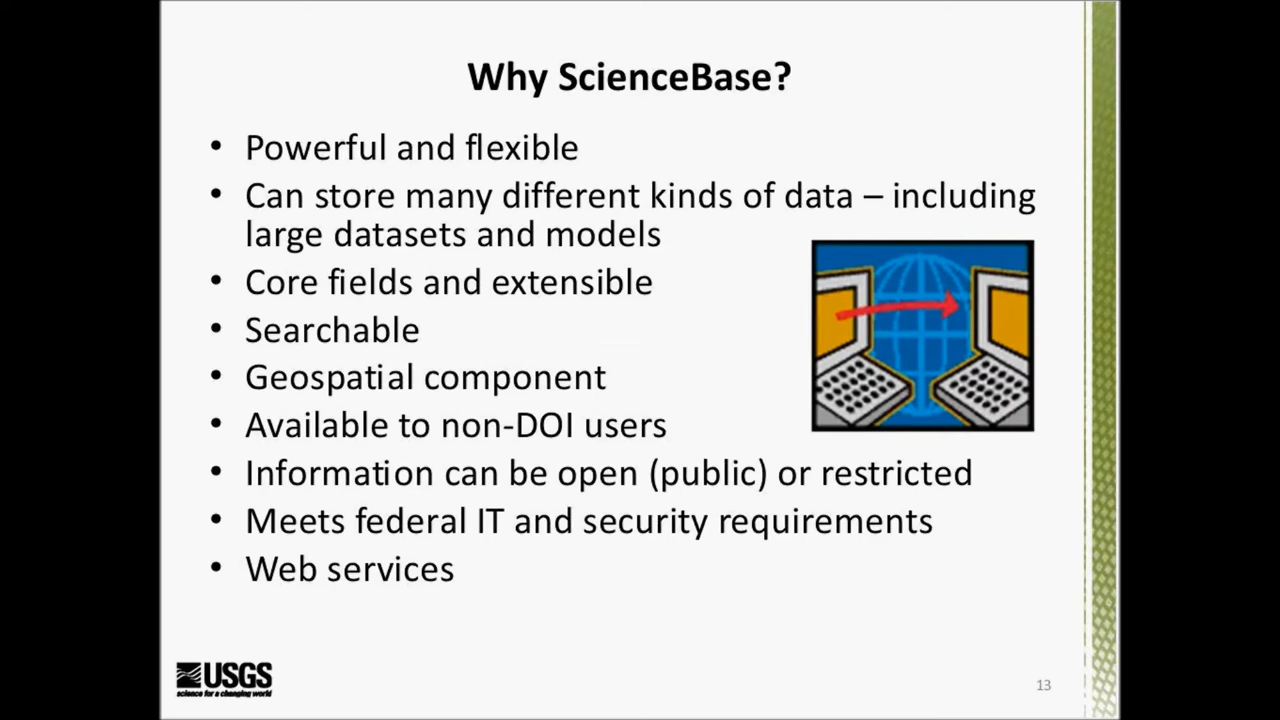 Why ScienceBase?
• Powerful and flexible
• Can store many different kinds of data – including
large datasets and models
• Core fields and extensible
• Searchable
• Geospatial component
• Available to non-DOI users
• Information can be open (public) or restricted
• Meets federal IT and security requirements
• Web services
USGS
science for a changing world
13